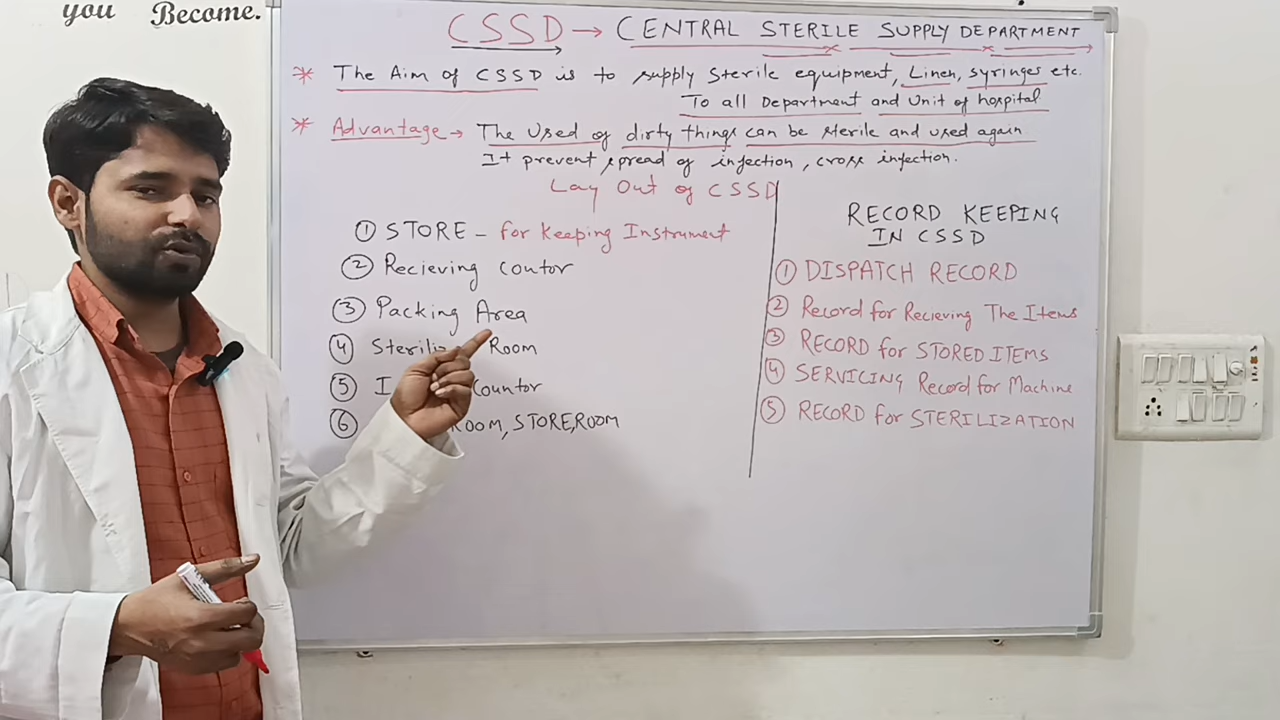 you Become.
CSSD → CENTRAL STERILE SUPPLY DEPARTMENT
* The Aim of CSSD is to supply Sterile equipment, Linen, syringes etc.
To all Department and Unit of hospital
* Advantage → The Used of dirty things can be sterile and used again
It prevent spread of infection, cross infection.
Lay Out of CSSD
① STORE - for Keeping Instrument
② Recieving Coutor
③ Packing Area
④ Room
⑤ Countor
⑥ ROOM, STORE, ROOM
RECORD KEEPING
IN CSSD
① DISPATCH RECORD
② Record for Recieving The Items
③ RECORD for STORED ITEMS
④ SERVICING Record for Machine
⑤ RECORD for STERILIZATION